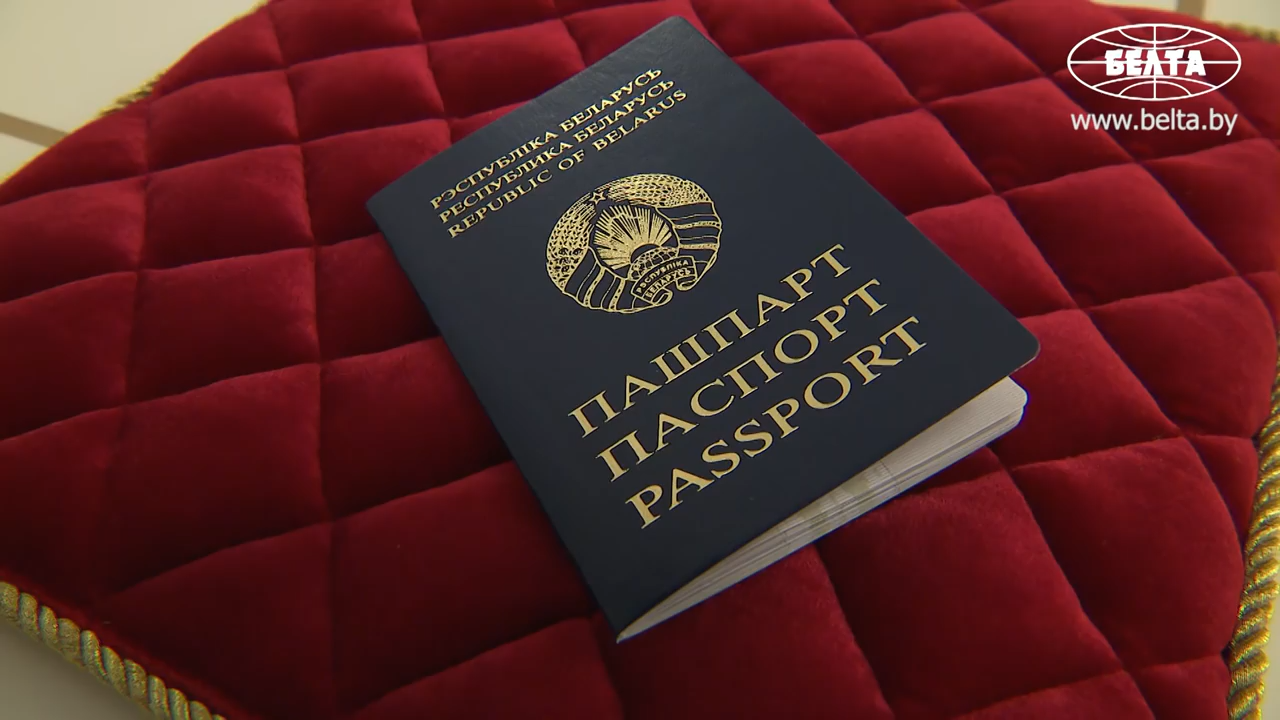 БЕЛТА
www.belta.by
РЭСПУБЛІКА БЕЛАРУСЬ
РЕСПУБЛИКА БЕЛАРУСЬ
REPUBLIC OF BELARUS
РЭСПУБЛІКА
БЕЛАРУСЬ
ПАШПАРТ
ПАСПОРТ
PASSPORT